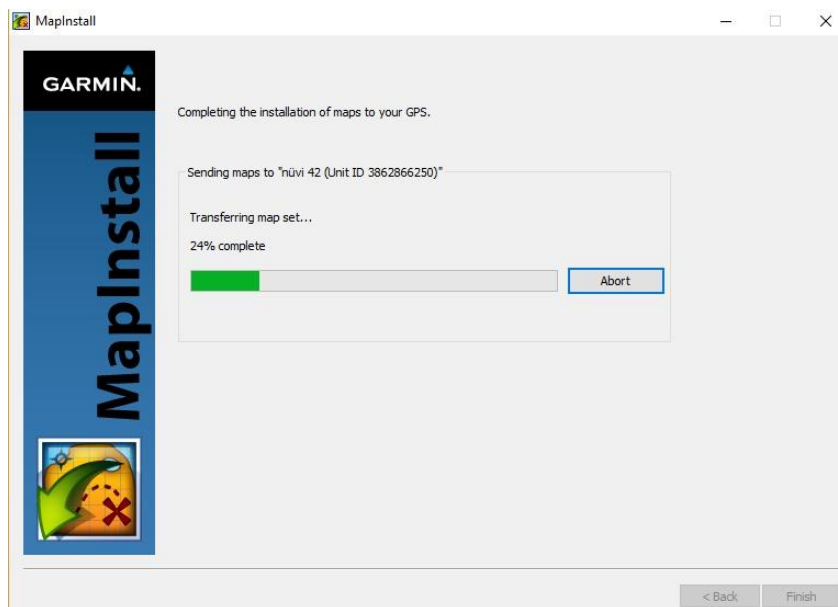 MapInstall
GARMIN.
MapInstall
Completing the installation of maps to your GPS.
Sending maps to "nüvi 42 (Unit ID 3862866250)"
Transferring map set...
24% complete
Abort
< Back
Finish